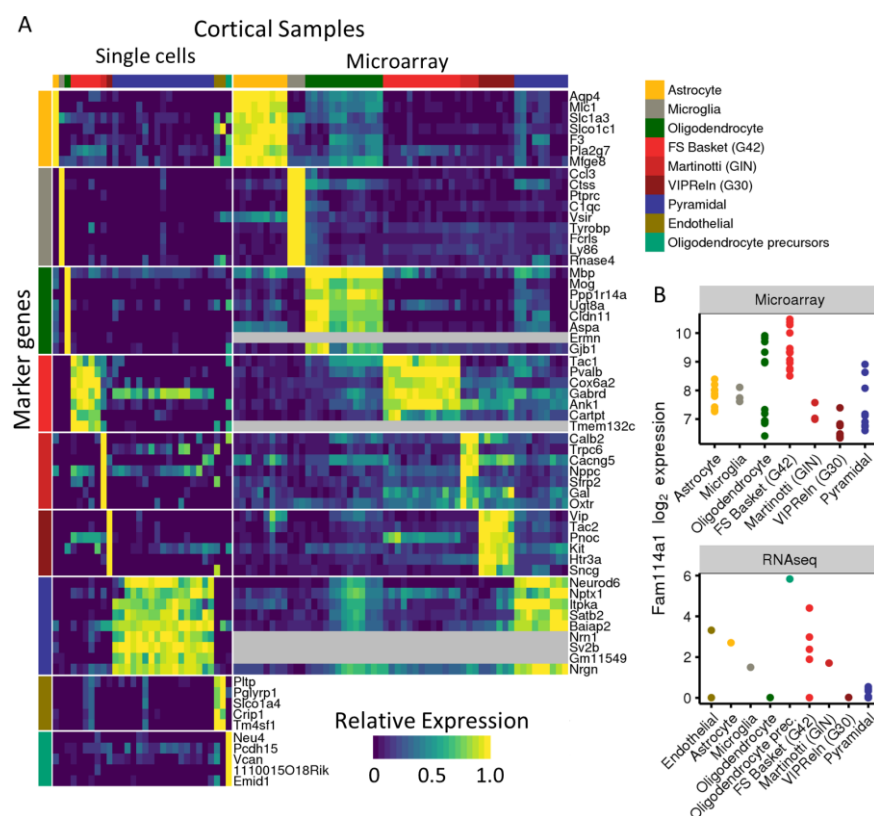 A
Cortical Samples
Single cells
Microarray
Marker genes
Aqp4
Mlc1
Slc1a3
Slco1c1
F3
Pla2g7
Mfge8
Ccl3
Ctss
Ptprc
C1qc
Vsir
Tyrobp
Fcrls
Ly86
Rnase4
Mbp
Mog
Ppp1r14a
Ugt8a
Cldn11
Aspa
Ermn
Gjb1
Tac1
Pvalb
Cox6a2
Gabrd
Ank1
Cartpt
Tmem132c
Calb2
Trpc6
Cacng5
Nppc
Sfrp2
Gal
Oxtr
Vip
Tac2
Pnoc
Kit
Htr3a
Sncg
Neurod6
Nptx1
Itpka
Satb2
Baiap2
Nrn1
Sv2b
Gm11549
Nrgn
Pltp
Pglyrp1
Slco1a4
Crip1
Tm4sf1
Neu4
Pcdh15
Vcan
1110015O18Rik
Emid1
Relative Expression
0 0.5 1.0
Astrocyte
Microglia
Oligodendrocyte
FS Basket (G42)
Martinotti (GIN)
VIPReln (G30)
Pyramidal
Endothelial
Oligodendrocyte precursors
B
Microarray
Fam114a1 log2 expression
10
9
8
7
Astrocyte
Microglia
Oligodendrocyte
FS Basket (G42)
Martinotti (GIN)
VIPReln (G30)
Pyramidal
RNAseq
6
4
2
0
Endothelial
Astrocyte
Microglia
Oligodendrocyte
Oligodendrocyte prec.
FS Basket (G42)
Martinotti (GIN)
VIPReln (G30)
Pyramidal